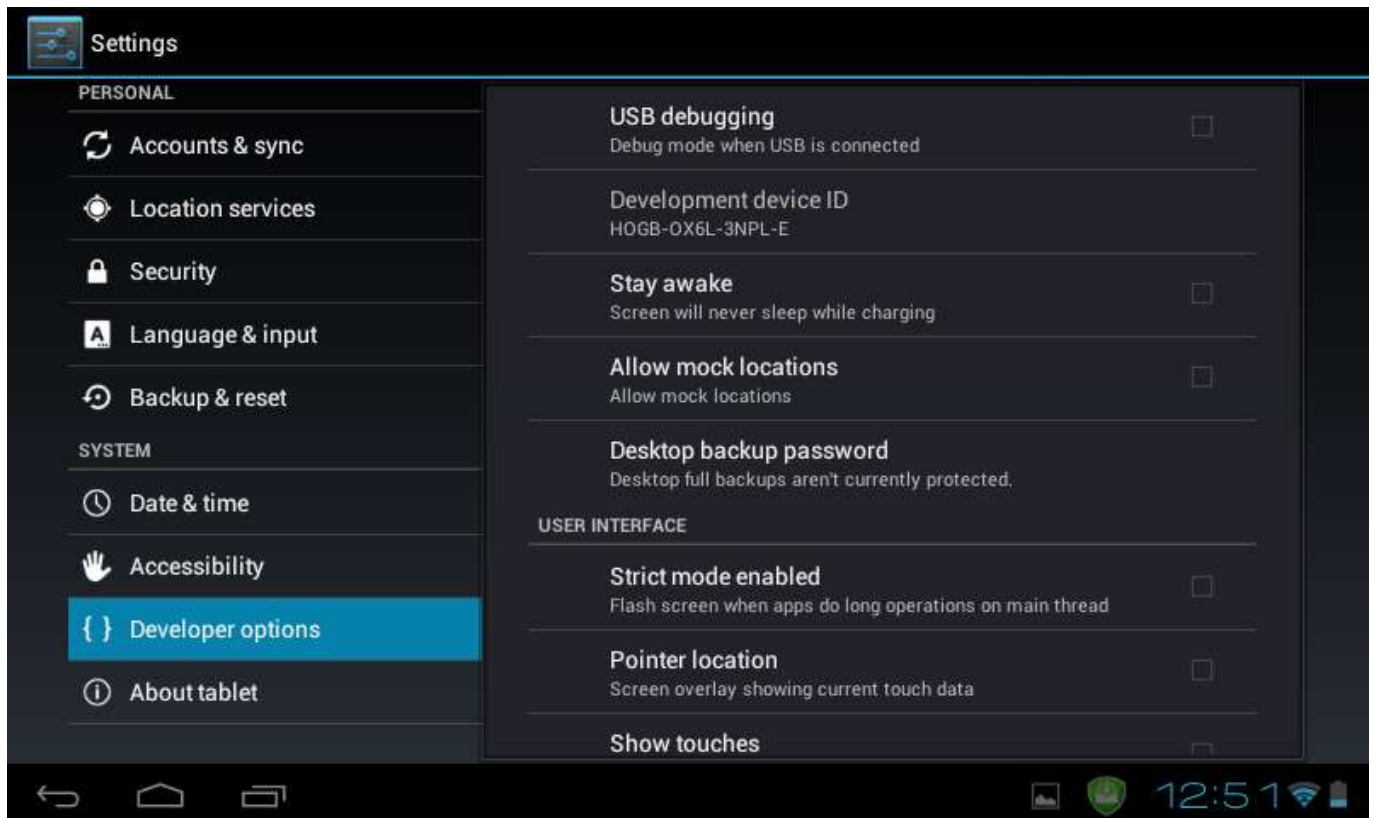 Settings
PERSONAL
Accounts & sync
Location services
Security
Language & input
Backup & reset
SYSTEM
Date & time
Accessibility
{ } Developer options
About tablet
USB debugging
Debug mode when USB is connected
Development device ID
HOGB-OX6L-3NPL-E
Stay awake
Screen will never sleep while charging
Allow mock locations
Allow mock locations
Desktop backup password
Desktop full backups aren't currently protected.
USER INTERFACE
Strict mode enabled
Flash screen when apps do long operations on main thread
Pointer location
Screen overlay showing current touch data
Show touches
12:51